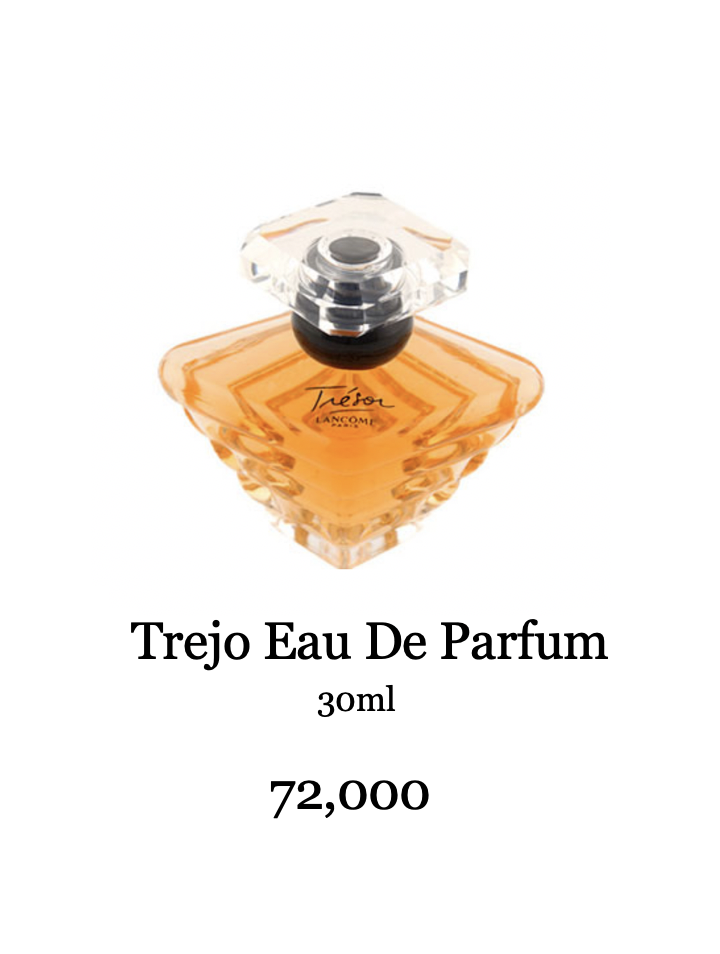 Trésor
LANCÔME
PARIS
Trejo Eau De Parfum
30ml
72,000